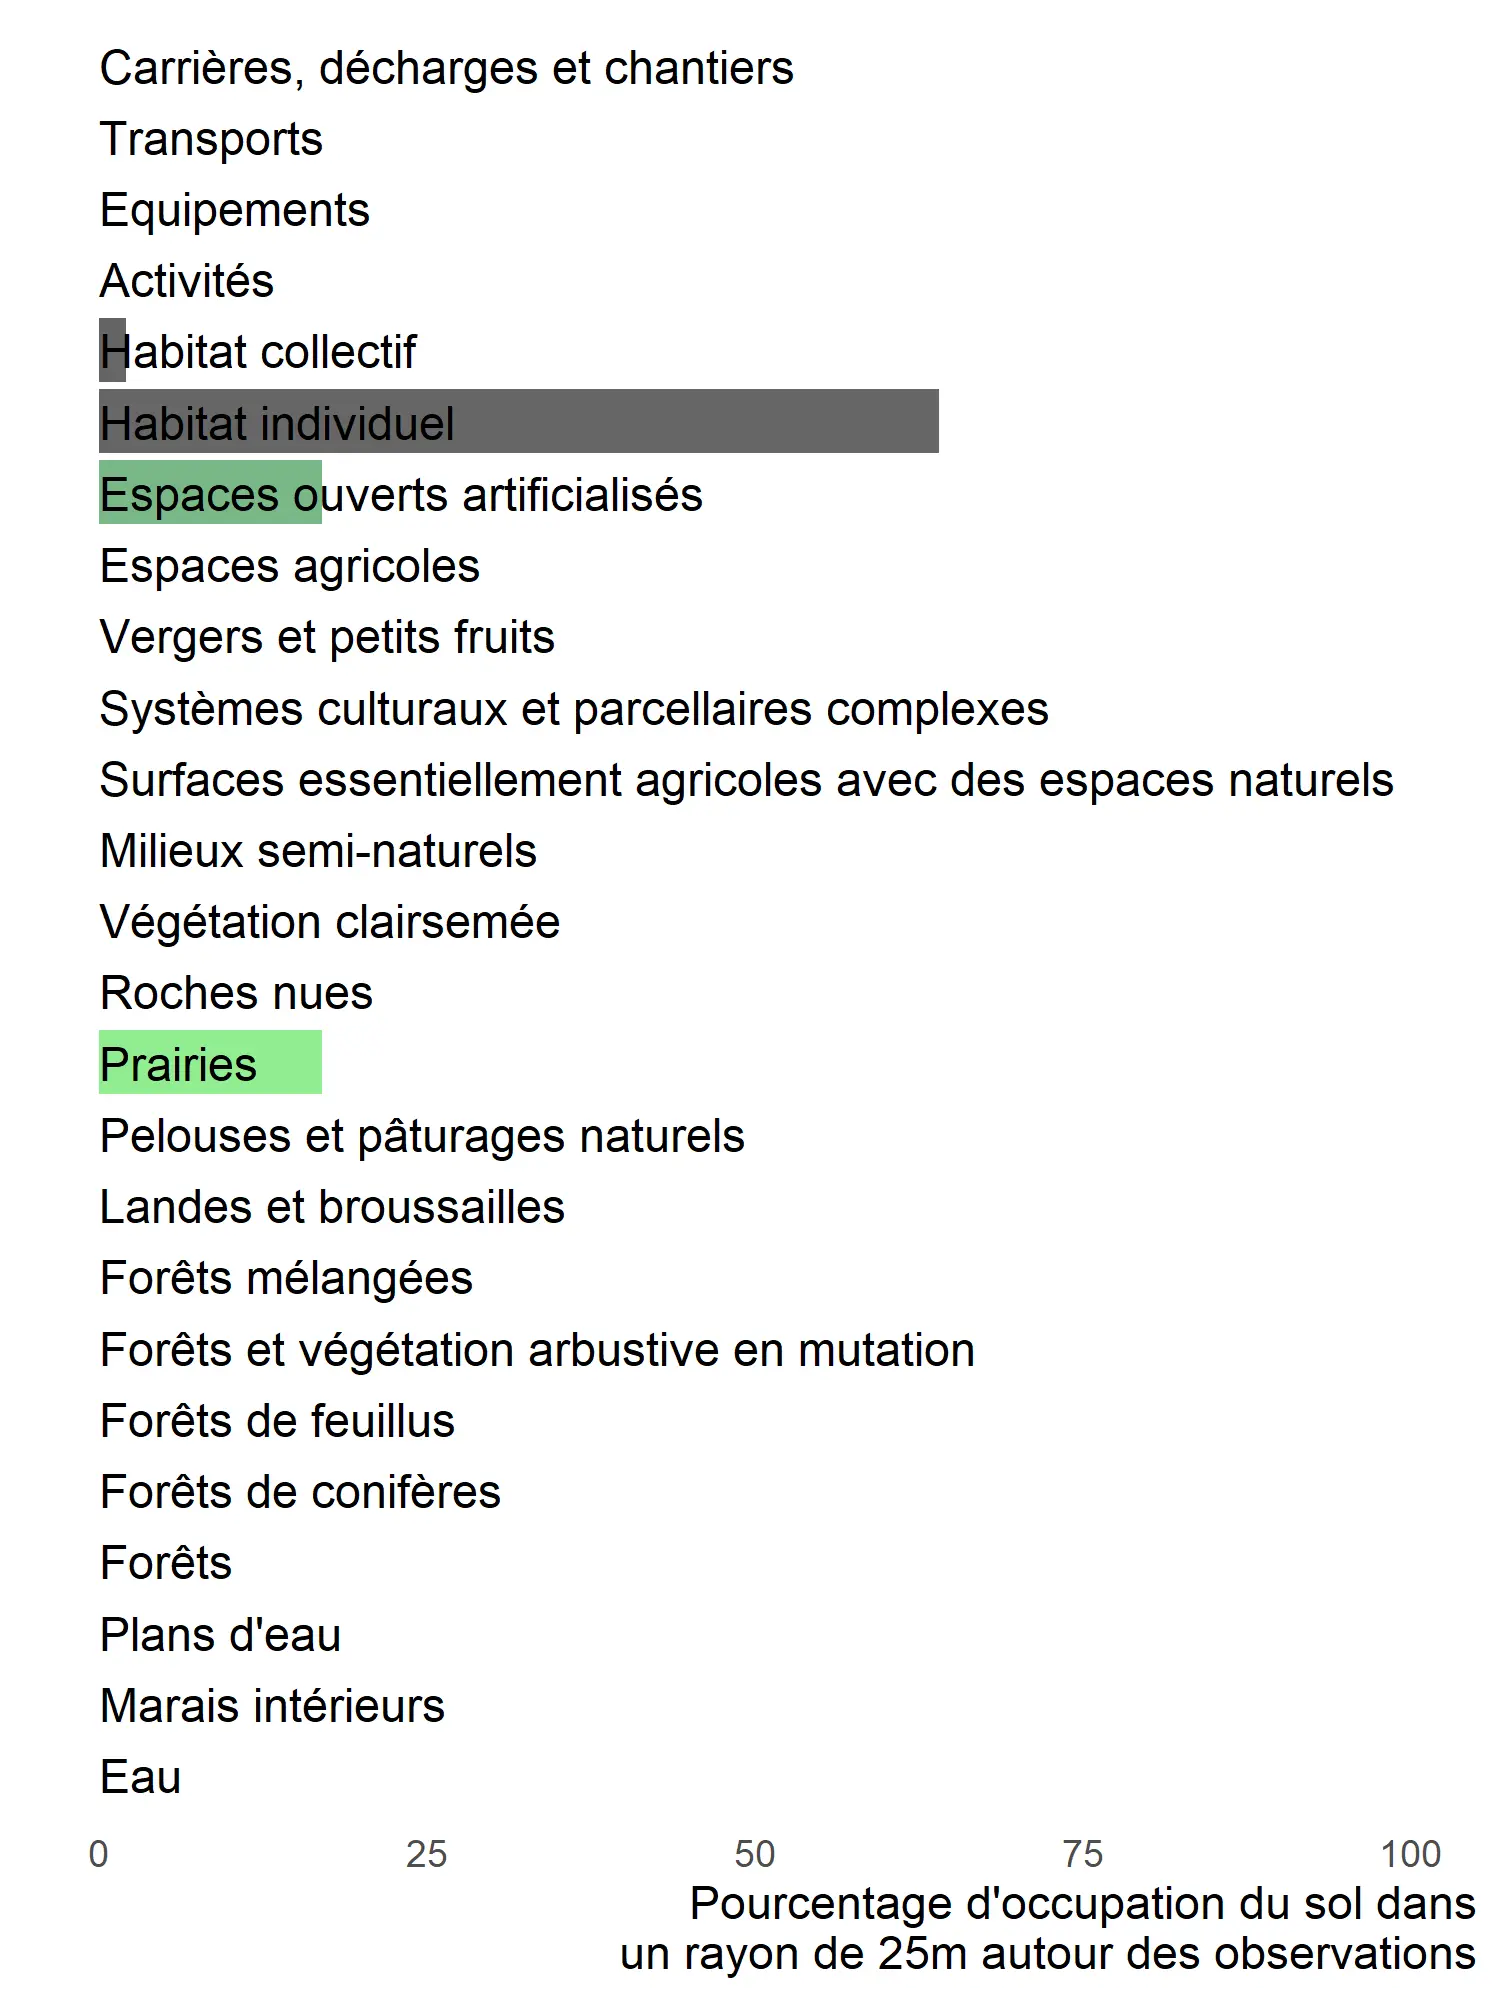 Carrières, décharges et chantiers
Transports
Equipements
Activités
Habitat collectif
Habitat individuel
Espaces ouverts artificialisés
Espaces agricoles
Vergers et petits fruits
Systèmes culturaux et parcellaires complexes
Surfaces essentiellement agricoles avec des espaces naturels
Milieux semi-naturels
Végétation clairsemée
Roches nues
Prairies
Pelouses et pâturages naturels
Landes et broussailles
Forêts mélangées
Forêts et végétation arbustive en mutation
Forêts de feuillus
Forêts de conifères
Forêts
Plans d'eau
Marais intérieurs
Eau
0 25 50 75 100
Pourcentage d'occupation du sol dans
un rayon de 25m autour des observations